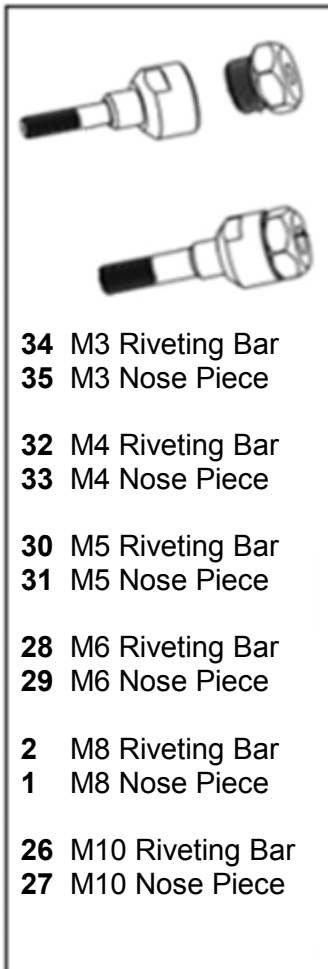 34 M3 Riveting Bar
35 M3 Nose Piece
32 M4 Riveting Bar
33 M4 Nose Piece
30 M5 Riveting Bar
31 M5 Nose Piece
28 M6 Riveting Bar
29 M6 Nose Piece
2 M8 Riveting Bar
1 M8 Nose Piece
26 M10 Riveting Bar
27 M10 Nose Piece